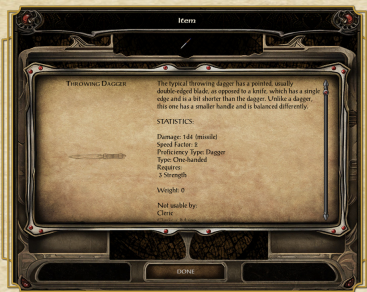 Item
THROWING DAGGER
The typical throwing dagger has a pointed, usually
double-edged blade, as opposed to a knife, which has a single
edge and is a bit shorter than the dagger. Unlike a dagger,
this one has a smaller handle and is balanced differently.
STATISTICS:
Damage: 1d4 (missile)
Speed Factor: 2
Proficiency Type: Dagger
Type: One-handed
Requires:
3 Strength
Weight: 0
Not usable by:
Cleric
DONE